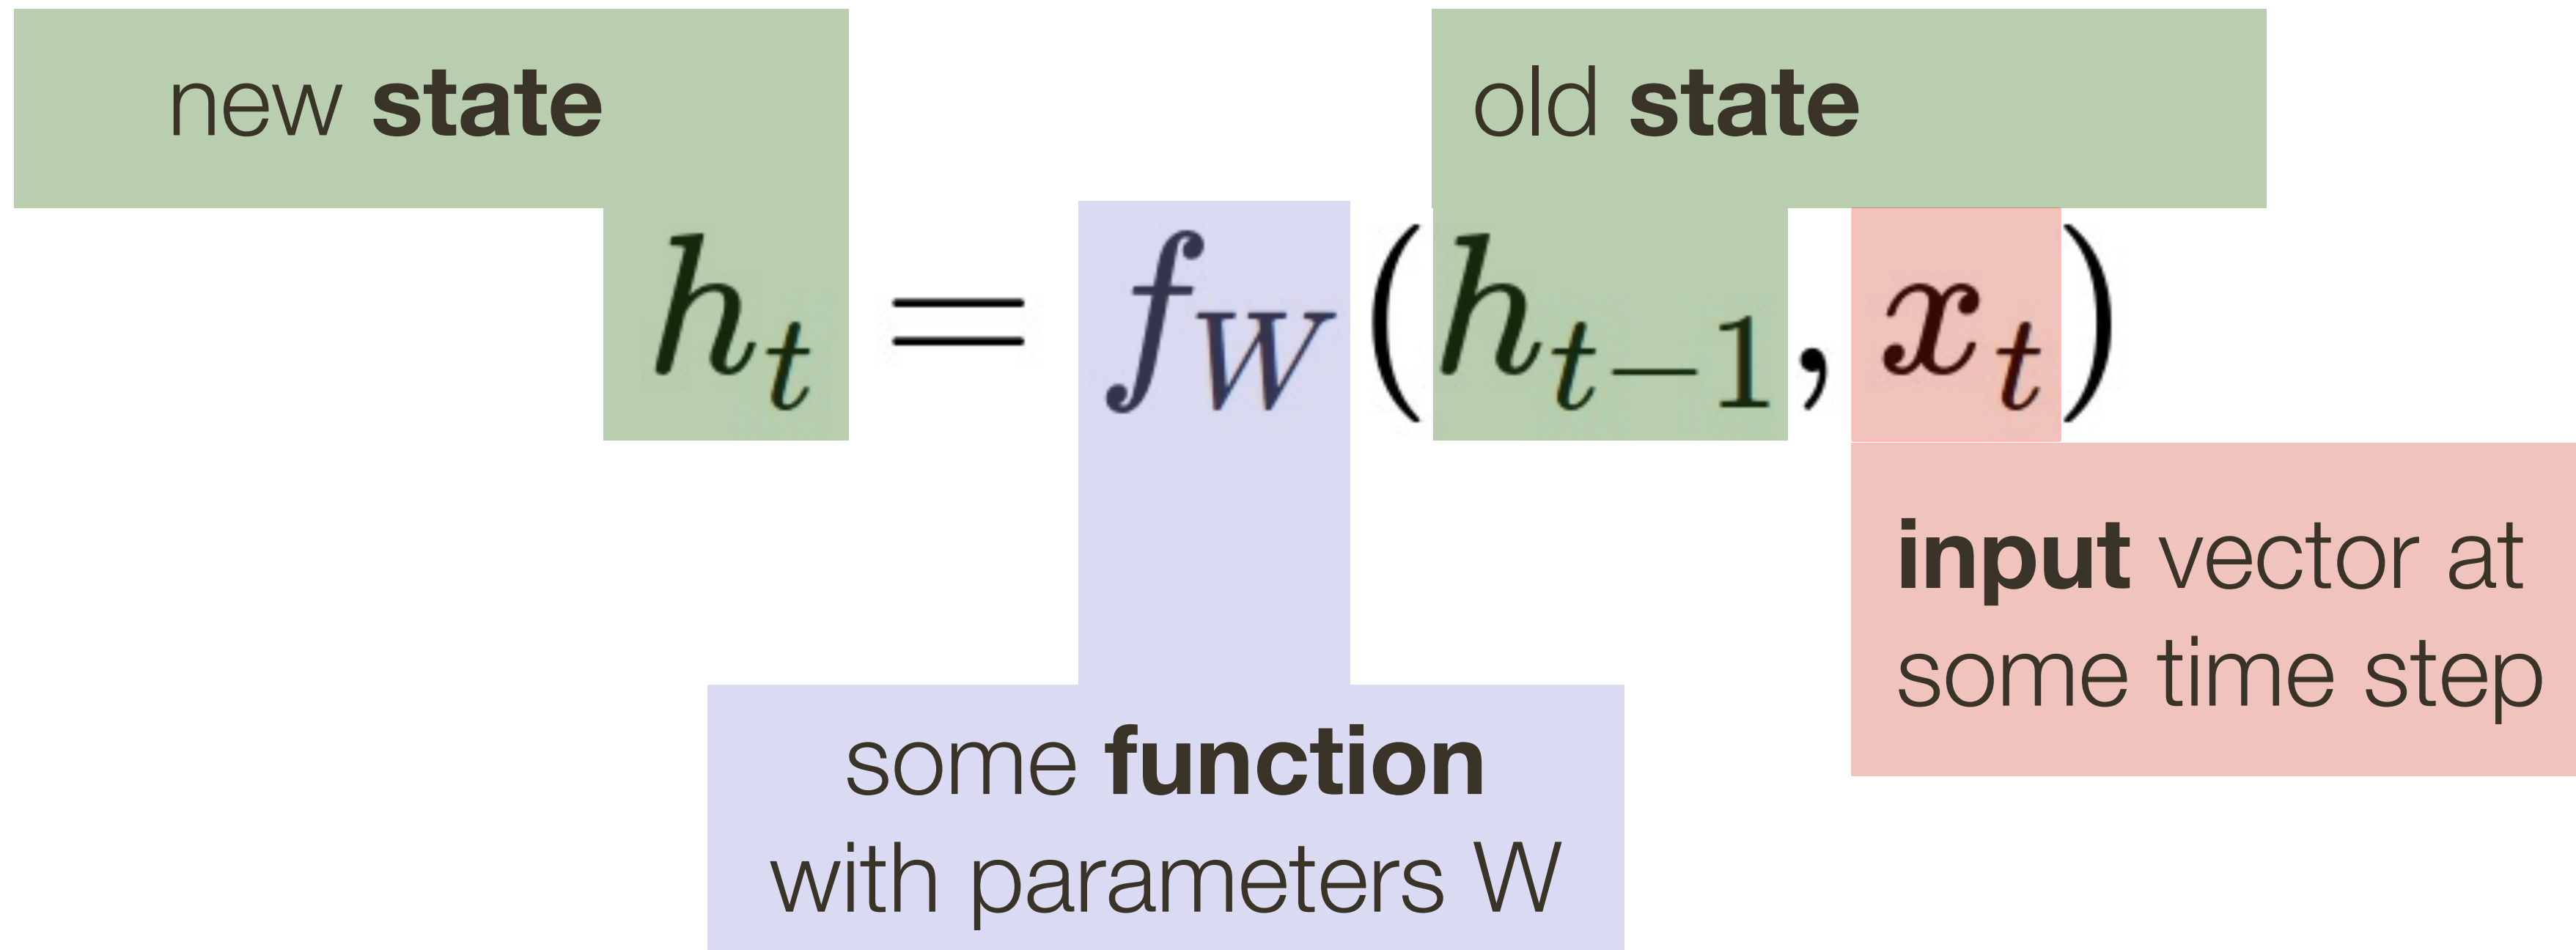 new state
old state
h_t = f_W (h_{t-1}, x_t)
input vector at
some time step
some function
with parameters W